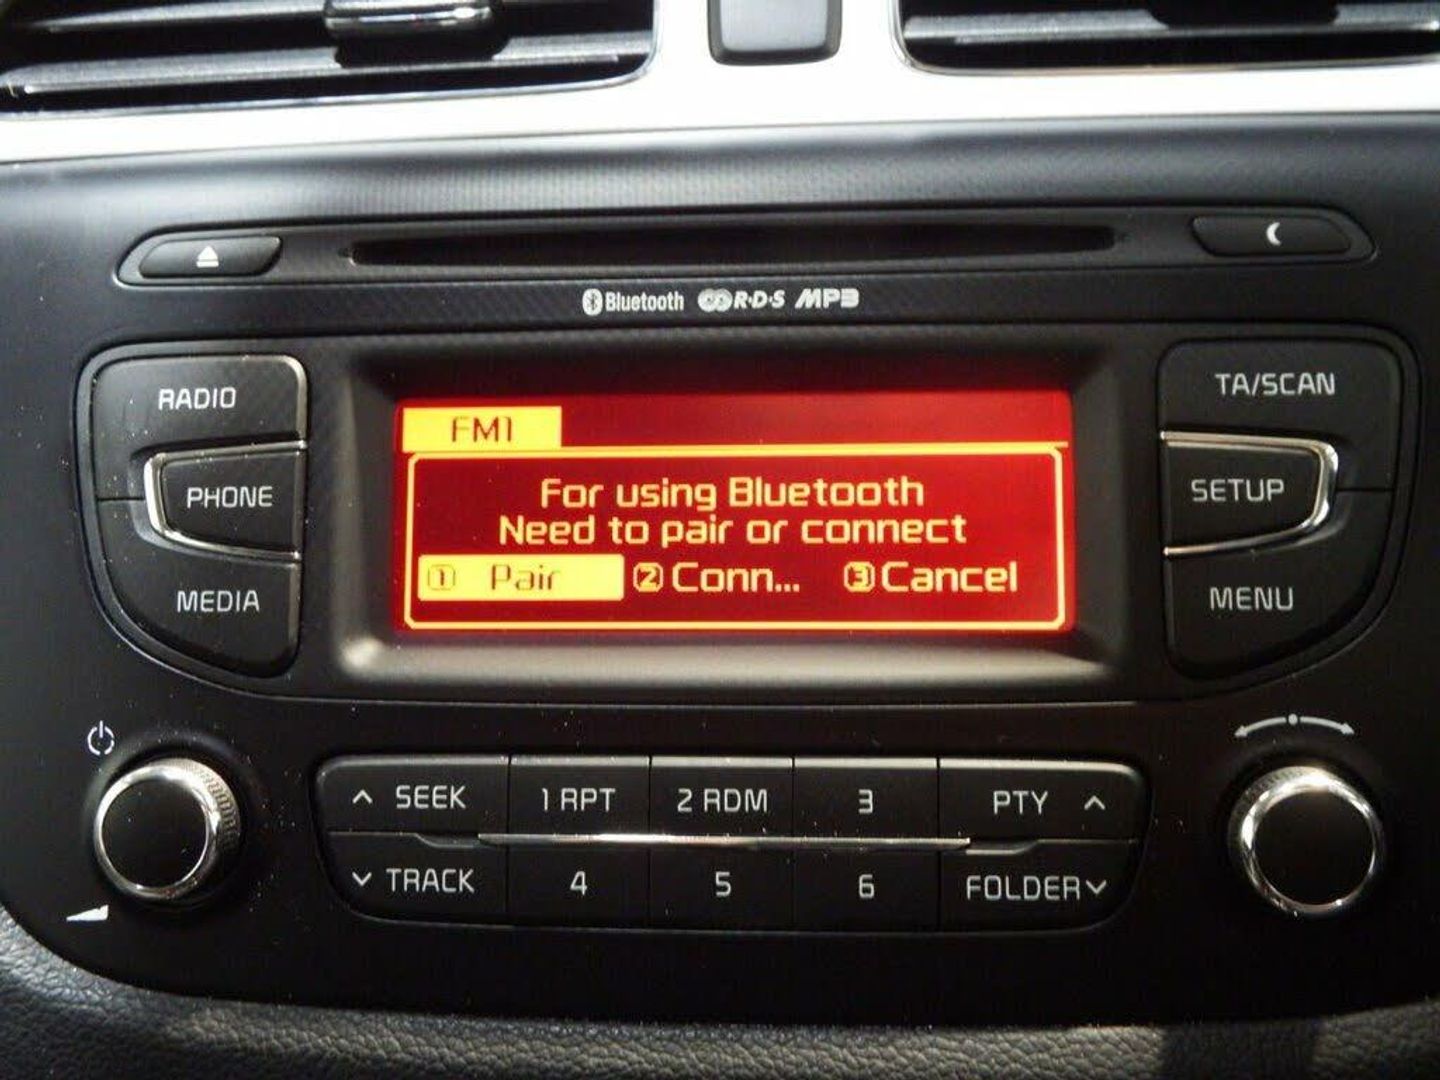 Bluetooth R·D·S MP3
RADIO
PHONE
MEDIA
FM1
For using Bluetooth
Need to pair or connect
1 Pair 2 Conn... 3 Cancel
TA/SCAN
SETUP
MENU
SEEK 1 RPT 2 RDM 3 PTY
TRACK 4 5 6 FOLDER